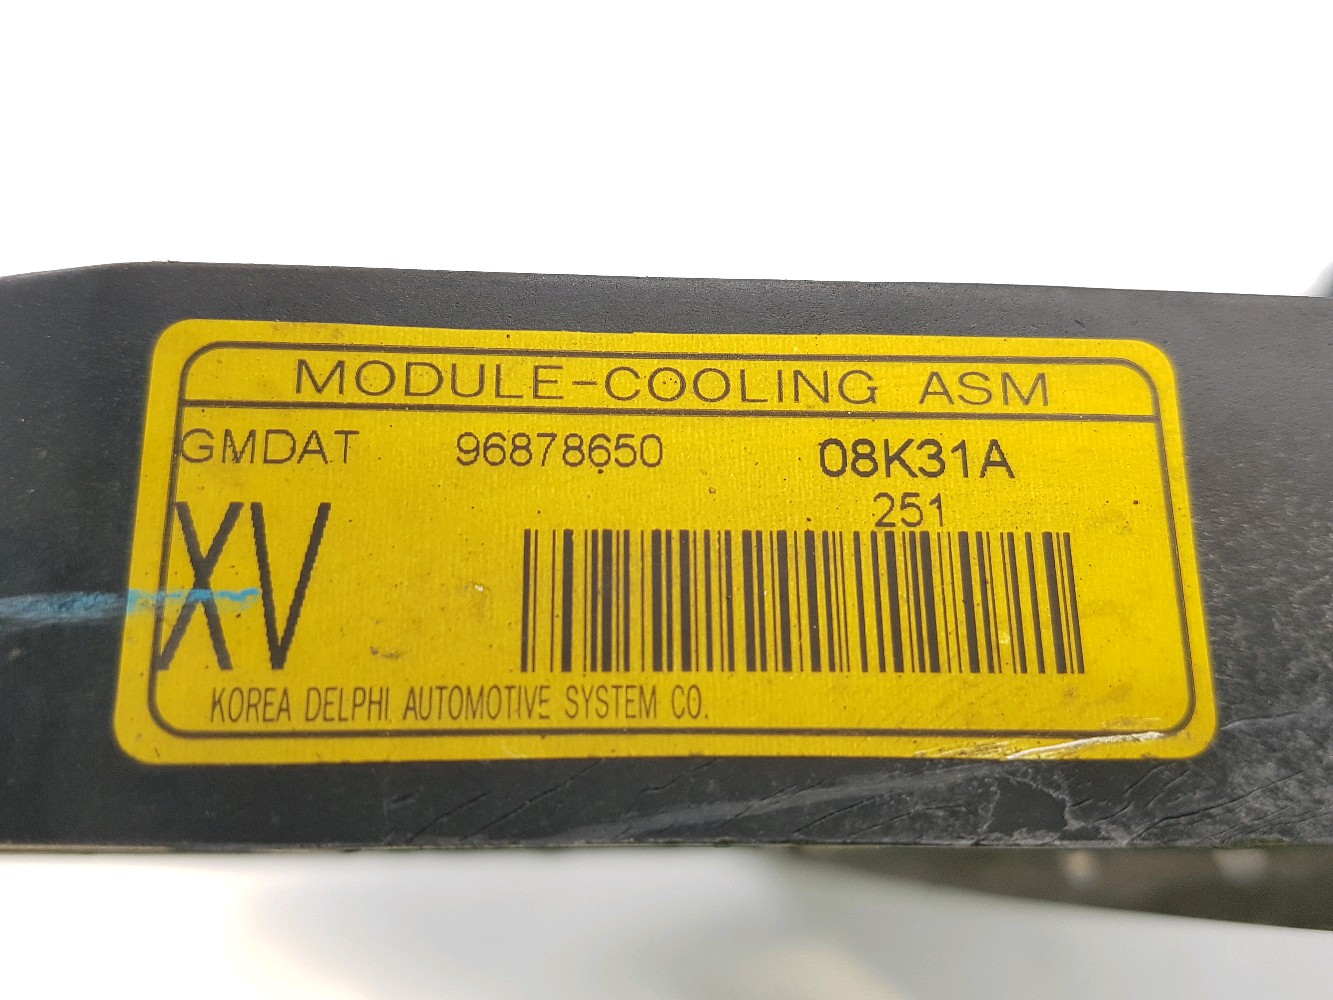 MODULE-COOLING ASM
GMDAT 96878650 08K31A
251
XV
KOREA DELPHI AUTOMOTIVE SYSTEM CO.